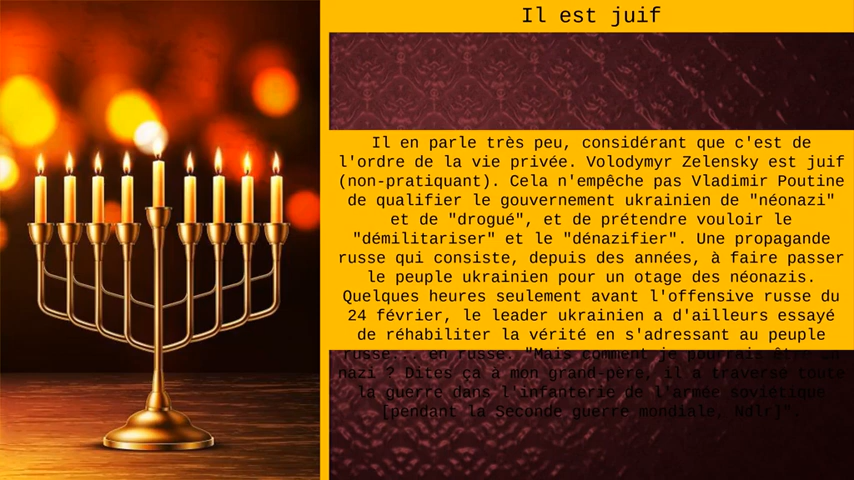 Il est juif
Il en parle très peu, considérant que c'est de
l'ordre de la vie privée. Volodymyr Zelensky est juif
(non-pratiquant). Cela n'empêche pas Vladimir Poutine
de qualifier le gouvernement ukrainien de "néonazi"
et de "drogué", et de prétendre vouloir le
"démilitariser" et le "dénazifier". Une propagande
russe qui consiste, depuis des années, à faire passer
le peuple ukrainien pour un otage des néonazis.
Quelques heures seulement avant l'offensive russe du
24 février, le leader ukrainien a d'ailleurs essayé
de réhabiliter la vérité en s'adressant au peuple
russe... en russe. "Mais comment je pourrais être un
nazi ? Dites ça à mon grand-père, il a traversé toute
la guerre dans l'infanterie de l'armée soviétique
[pendant la Seconde guerre mondiale, Ndlr]".